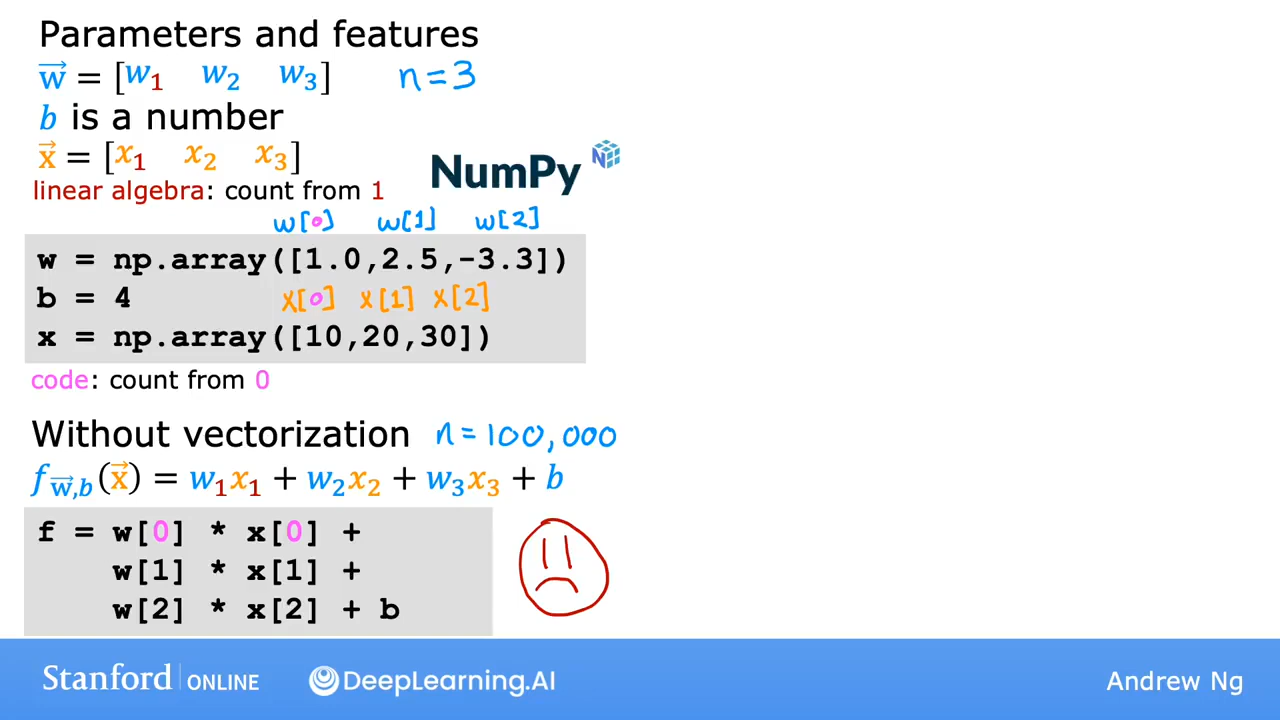 Parameters and features
w⃗ = [w₁ w₂ w₃] n=3
b is a number
x⃗ = [x₁ x₂ x₃]
NumPy
linear algebra: count from 1
w[0] w[1] w[2]
w = np.array([1.0,2.5,-3.3])
b = 4
x[0] x[1] x[2]
x = np.array([10,20,30])
code: count from 0
Without vectorization n=100,000
f_w⃗,b(x⃗) = w₁x₁ + w₂x₂ + w₃x₃ + b
f = w[0] * x[0] +
w[1] * x[1] +
w[2] * x[2] + b
Stanford ONLINE DeepLearning.AI Andrew Ng